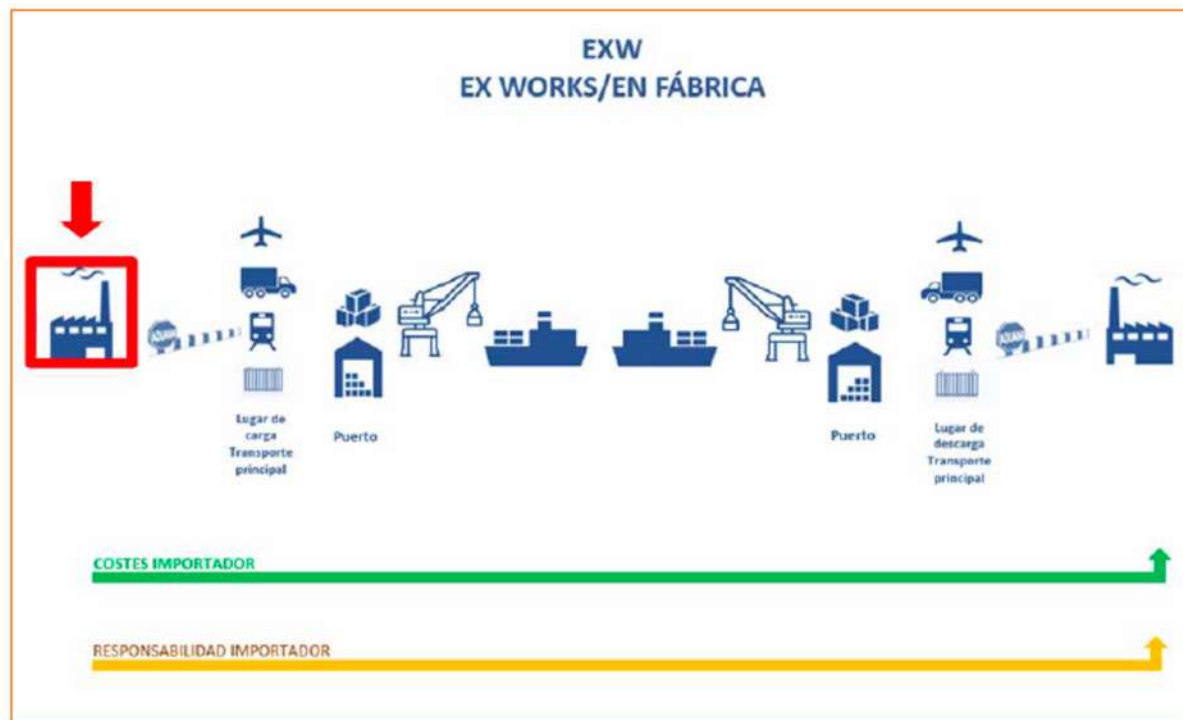 EXW
EX WORKS/EN FÁBRICA
Lugar de
carga
Transporte
principal
Puerto
Puerto
Lugar de
descarga
Transporte
principal
COSTES IMPORTADOR
RESPONSABILIDAD IMPORTADOR